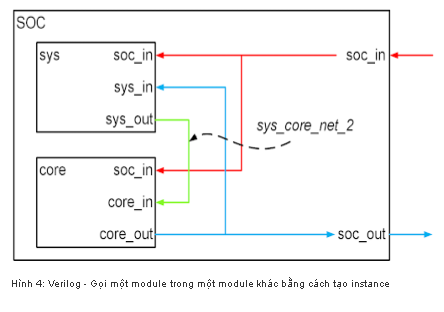 SOC
sys
soc_in
soc_in
sys_in
sys_out
sys_core_net_2
core
soc_in
core_in
core_out
soc_out
Hình 4: Verilog - Gọi một module trong một module khác bằng cách tạo instance